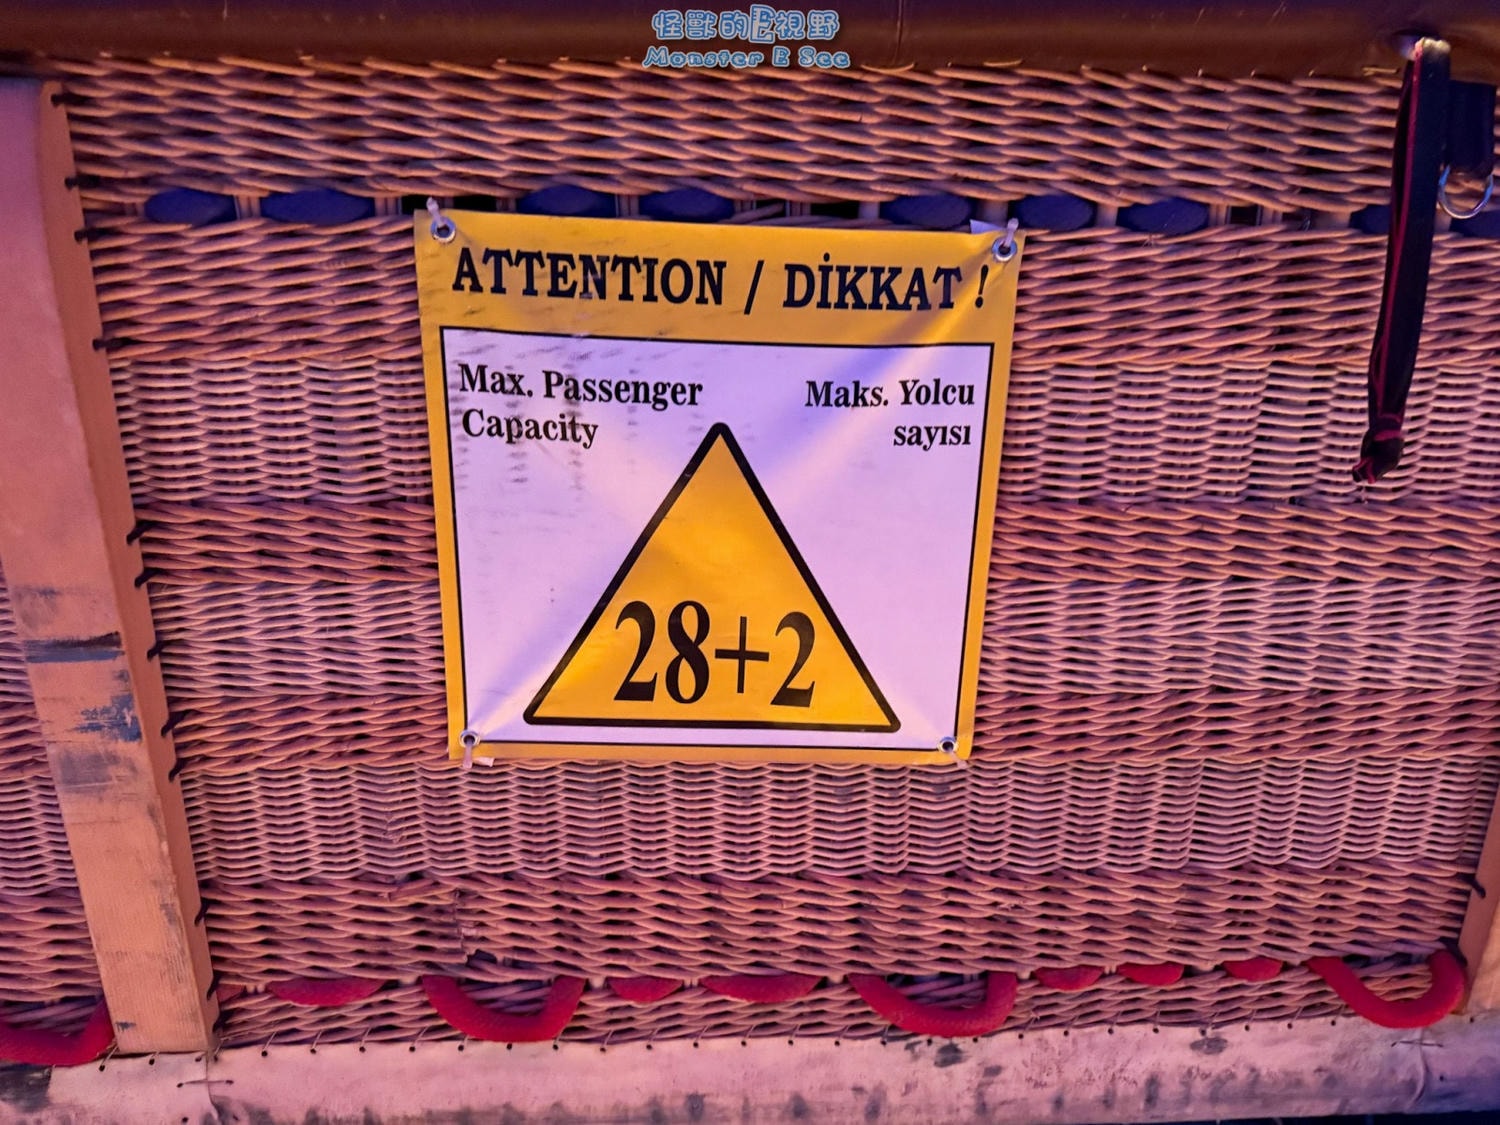 怪獸的E視野
Monster E See
ATTENTION / DİKKAT !
Max. Passenger
Capacity
Maks. Yolcu
sayısı
28+2